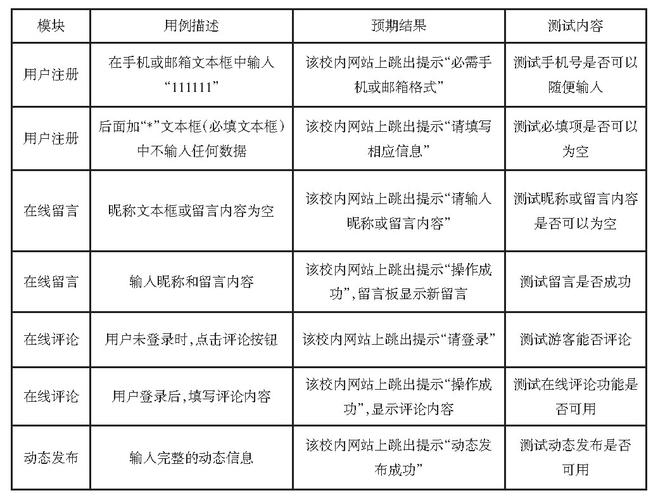 模块 用例描述 预期结果 测试内容
用户注册 在手机或邮箱文本框中输入 该校内网站上跳出提示“必需手 测试手机号是否可以
“111111” 机或邮箱格式” 随便输入
用户注册 后面加“*”文本框(必填文本框) 该校内网站上跳出提示“请填写 测试必填项是否可以
中不输入任何数据 相应信息” 为空
在线留言 昵称文本框或留言内容为空 该校内网站上跳出提示“请输入 测试昵称或留言内容
昵称或留言内容” 是否可以为空
在线留言 输入昵称和留言内容 该校内网站上跳出提示“操作成 测试留言是否成功
功”,留言板显示新留言
在线评论 用户未登录时,点击评论按钮 该校内网站上跳出提示“请登录” 测试游客能否评论
在线评论 用户登录后,填写评论内容 该校内网站上跳出提示“操作成 测试在线评论功能是
功”,显示评论内容 否可用
动态发布 输入完整的动态信息 该校内网站上跳出提示“动态发 测试动态发布是否
布成功” 可用